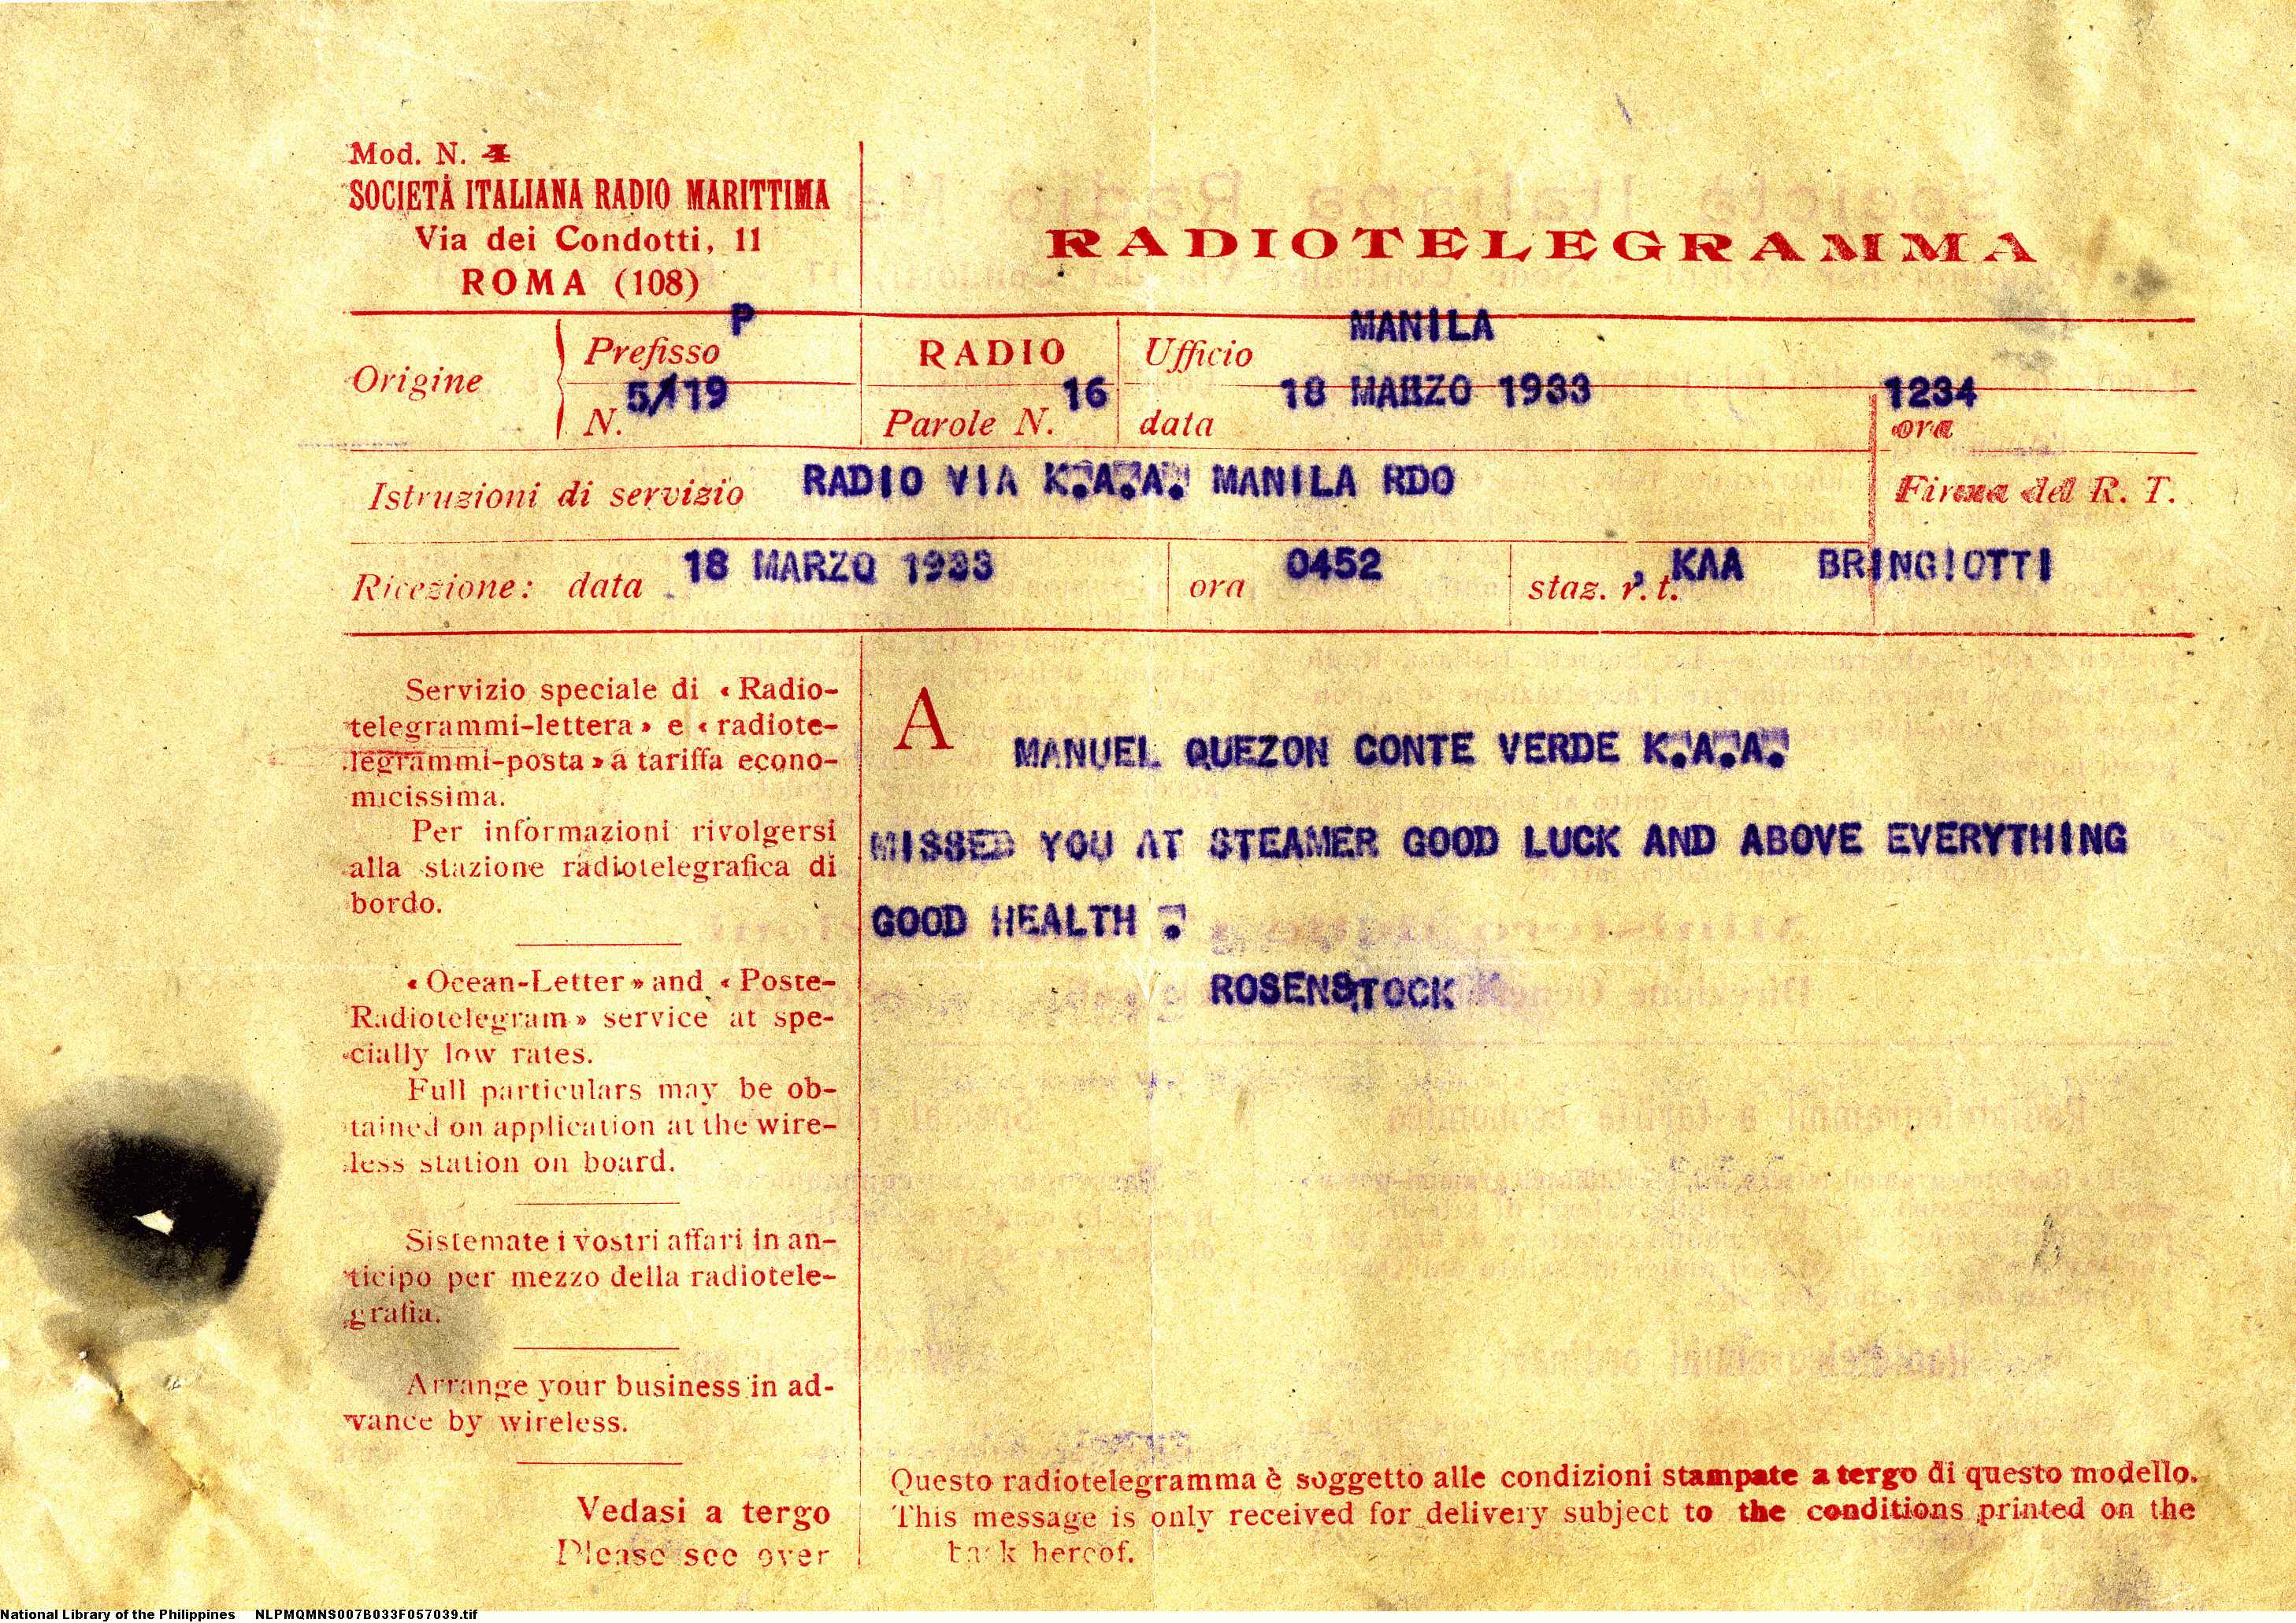 Mod. N. 4
SOCIETÀ ITALIANA RADIO MARITTIMA
Via dei Condotti, 11
ROMA (108)
RADIOTELEGRAMMA
Origine
Prefisso P
N. 5/119
RADIO
Parole N. 16
Ufficio MANILA
data 18 MARZO 1933
1234
ora
Istruzioni di servizio RADIO VIA K.A.A. MANILA RDO
Firma del R. T.
Ricezione: data 18 MARZO 1933 ora 0452 staz. r. t. KAA BRINGIOTTI
Servizio speciale di « Radio-
telegrammi-lettera » e « radiote-
legrammi-posta » a tariffa econo-
micissima.
Per informazioni rivolgersi
alla stazione radiotelegrafica di
bordo.
« Ocean-Letter » and « Poste-
Radiotelegram » service at spe-
cially low rates.
Full particulars may be ob-
tained on application at the wire-
less station on board.
Sistemate i vostri affari in an-
ticipo per mezzo della radiotele-
grafia.
Arrange your business in ad-
vance by wireless.
Vedasi a tergo
Please see over
A
MANUEL QUEZON CONTE VERDE K.A.A.
MISSED YOU AT STEAMER GOOD LUCK AND ABOVE EVERYTHING
GOOD HEALTH .
ROSENSTOCK
Questo radiotelegramma è soggetto alle condizioni stampate a tergo di questo modello.
This message is only received for delivery subject to the conditions printed on the
back hereof.
National Library of the Philippines NLPMQMNS007B033F057039.tif